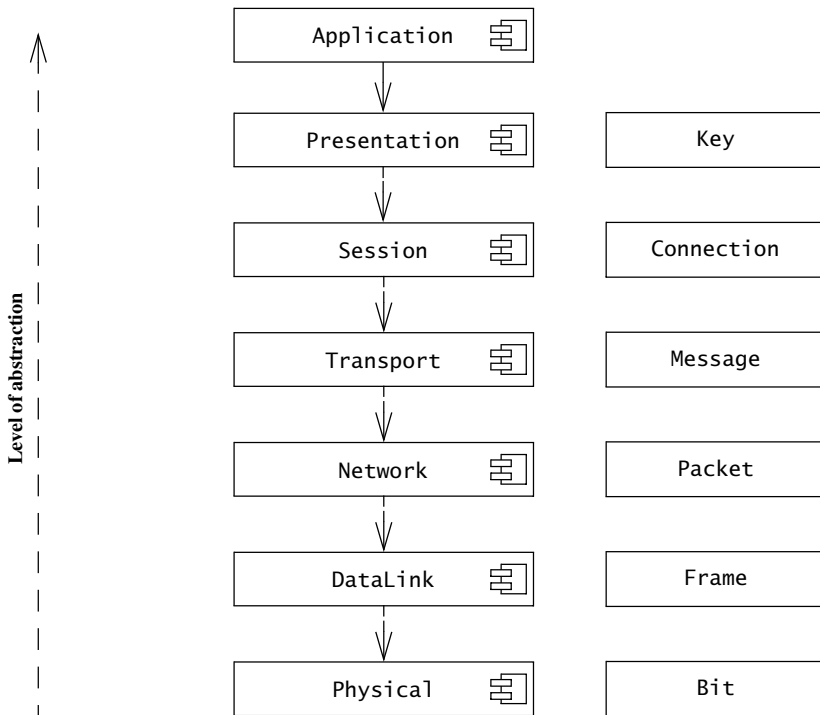 Application
Presentation
Key
Session
Connection
Level of abstraction
Transport
Message
Network
Packet
DataLink
Frame
Physical
Bit